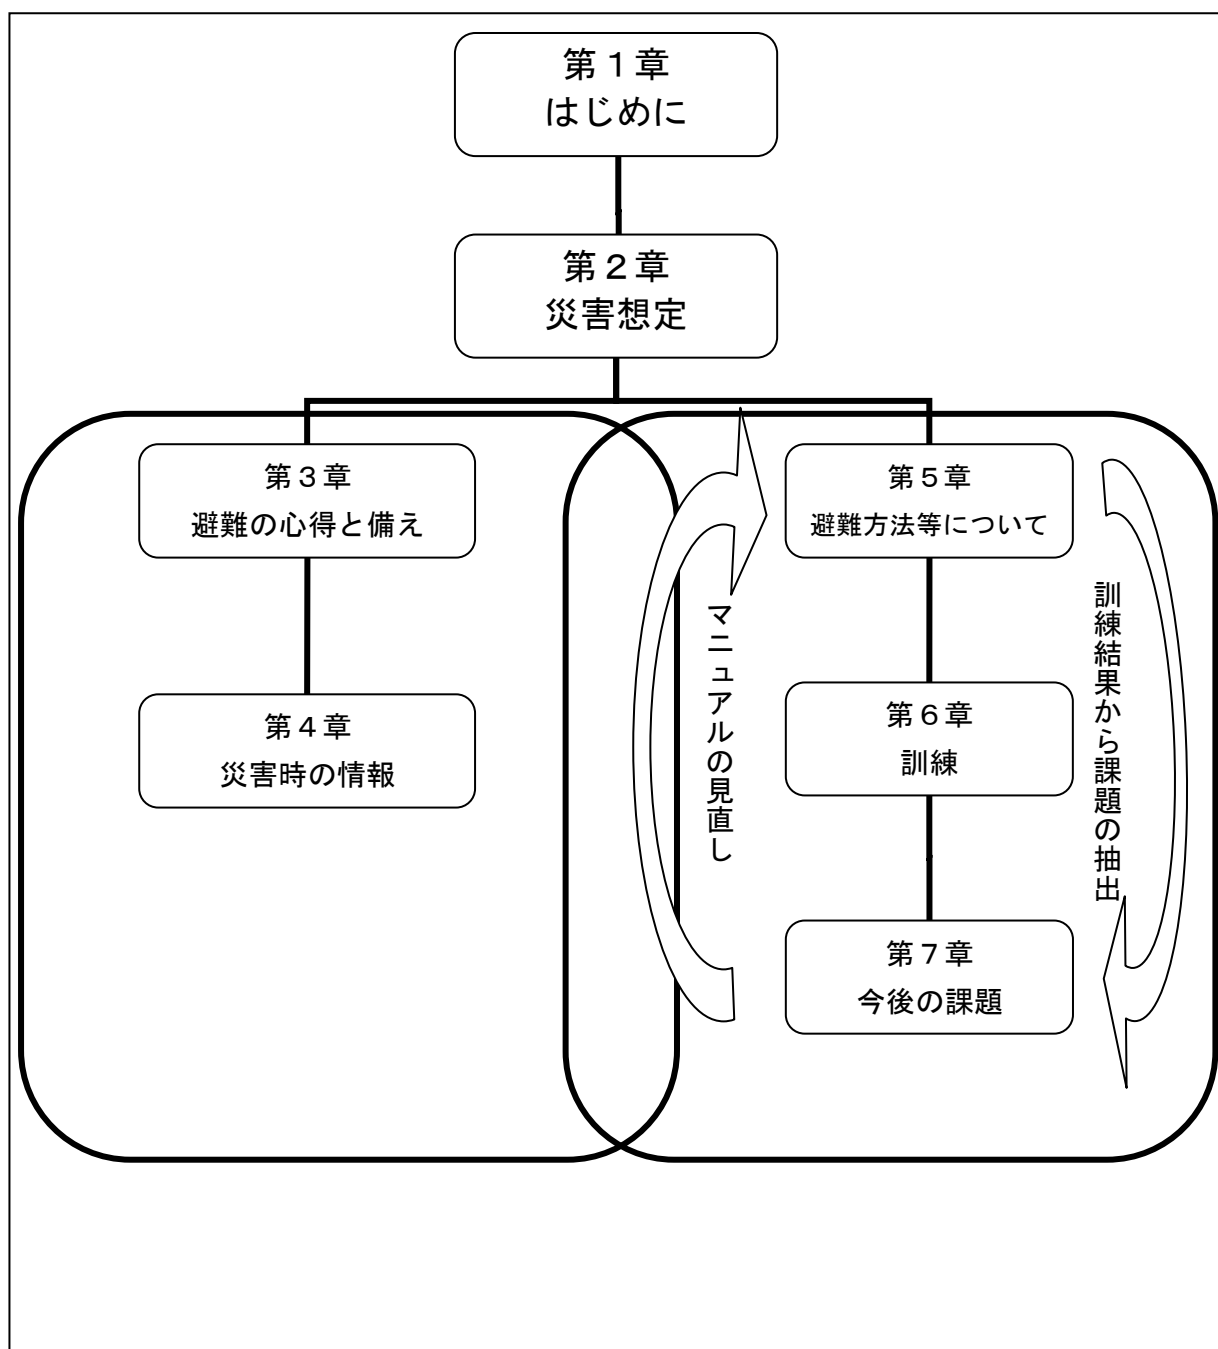 第１章
はじめに
第２章
災害想定
第３章
避難の心得と備え
第４章
災害時の情報
第５章
避難方法等について
第６章
訓練
第７章
今後の課題
マニュアルの見直し
訓練結果から課題の抽出